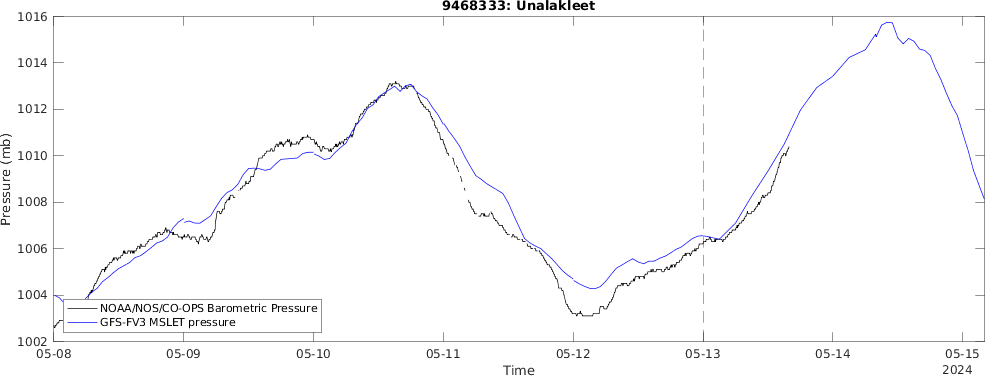 9468333: Unalakleet
1016
1014
1012
1010
1008
1006
1004
1002
Pressure (mb)
NOAA/NOS/CO-OPS Barometric Pressure
GFS-FV3 MSLET pressure
05-08 05-09 05-10 05-11 05-12 05-13 05-14 05-15
Time
2024